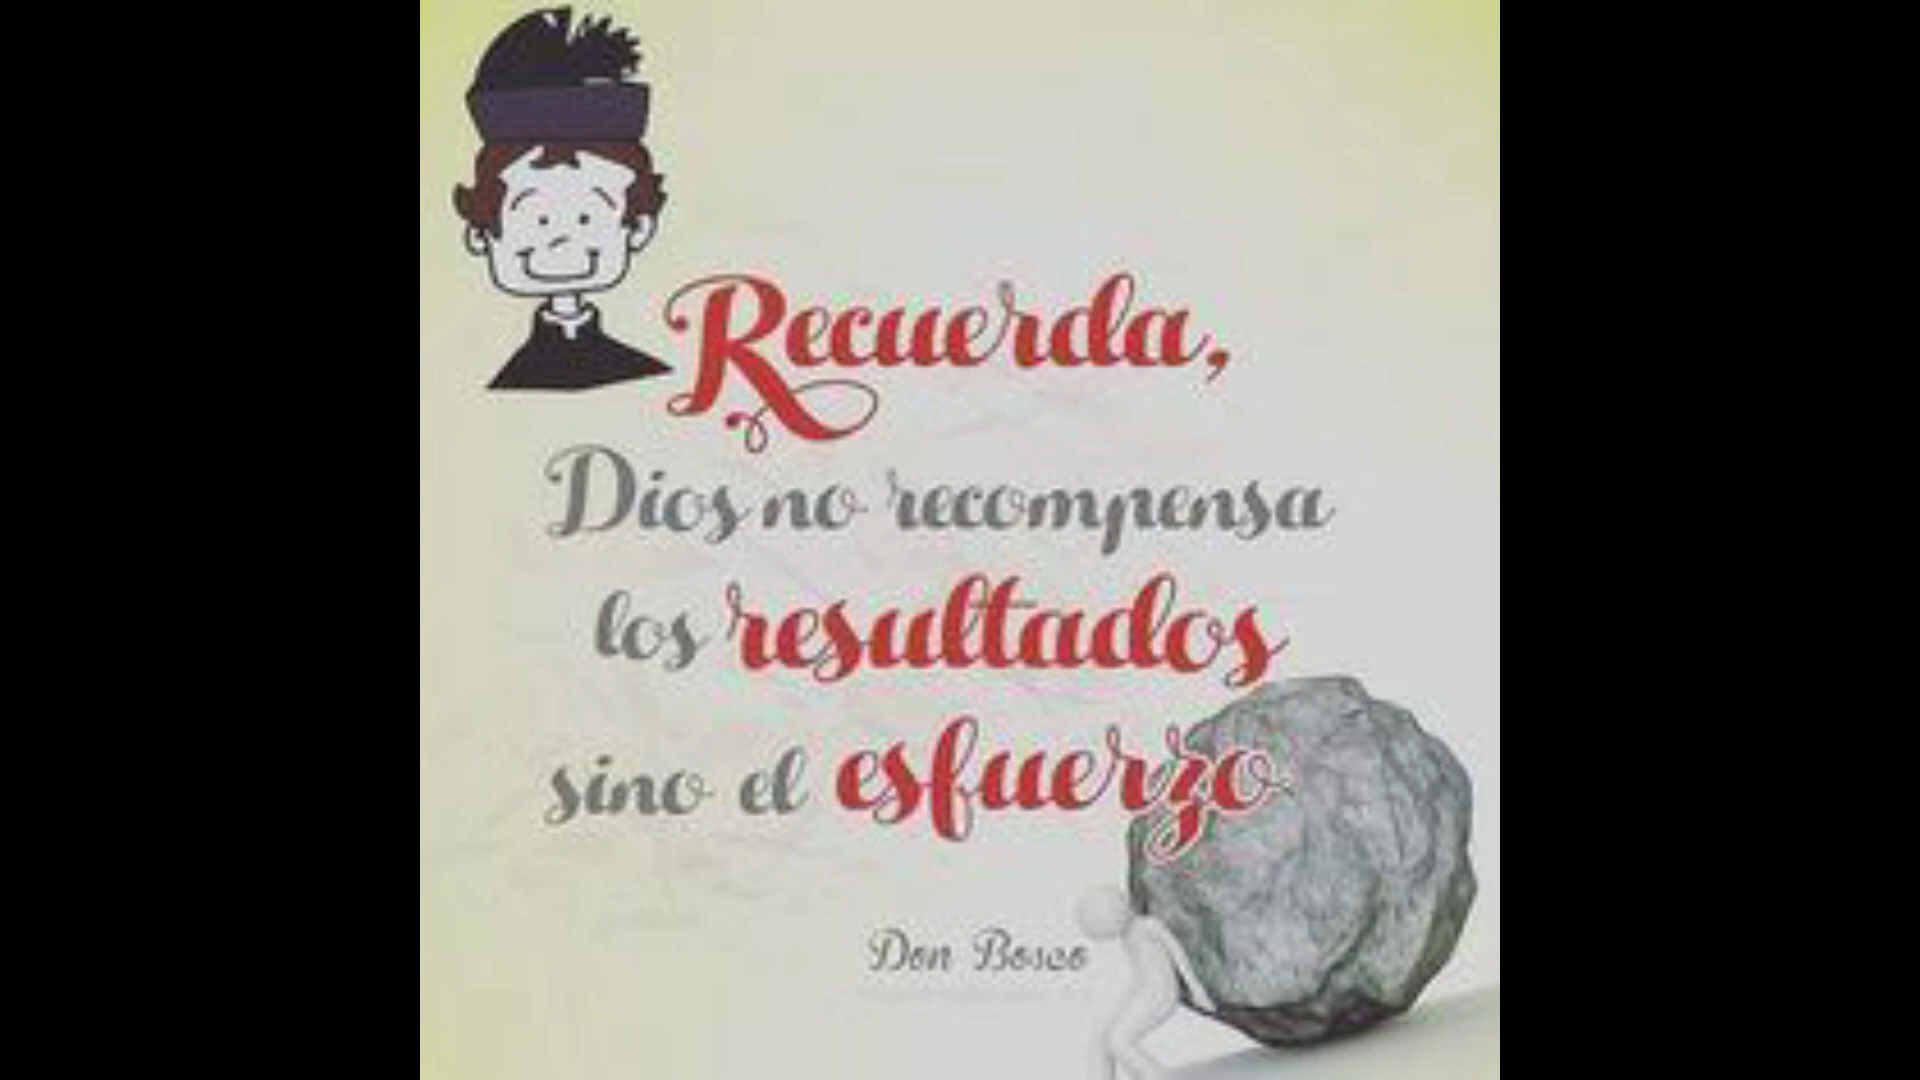 Recuerda,
Dios no recompensa
los resultados
sino el esfuerzo
Don Bosco